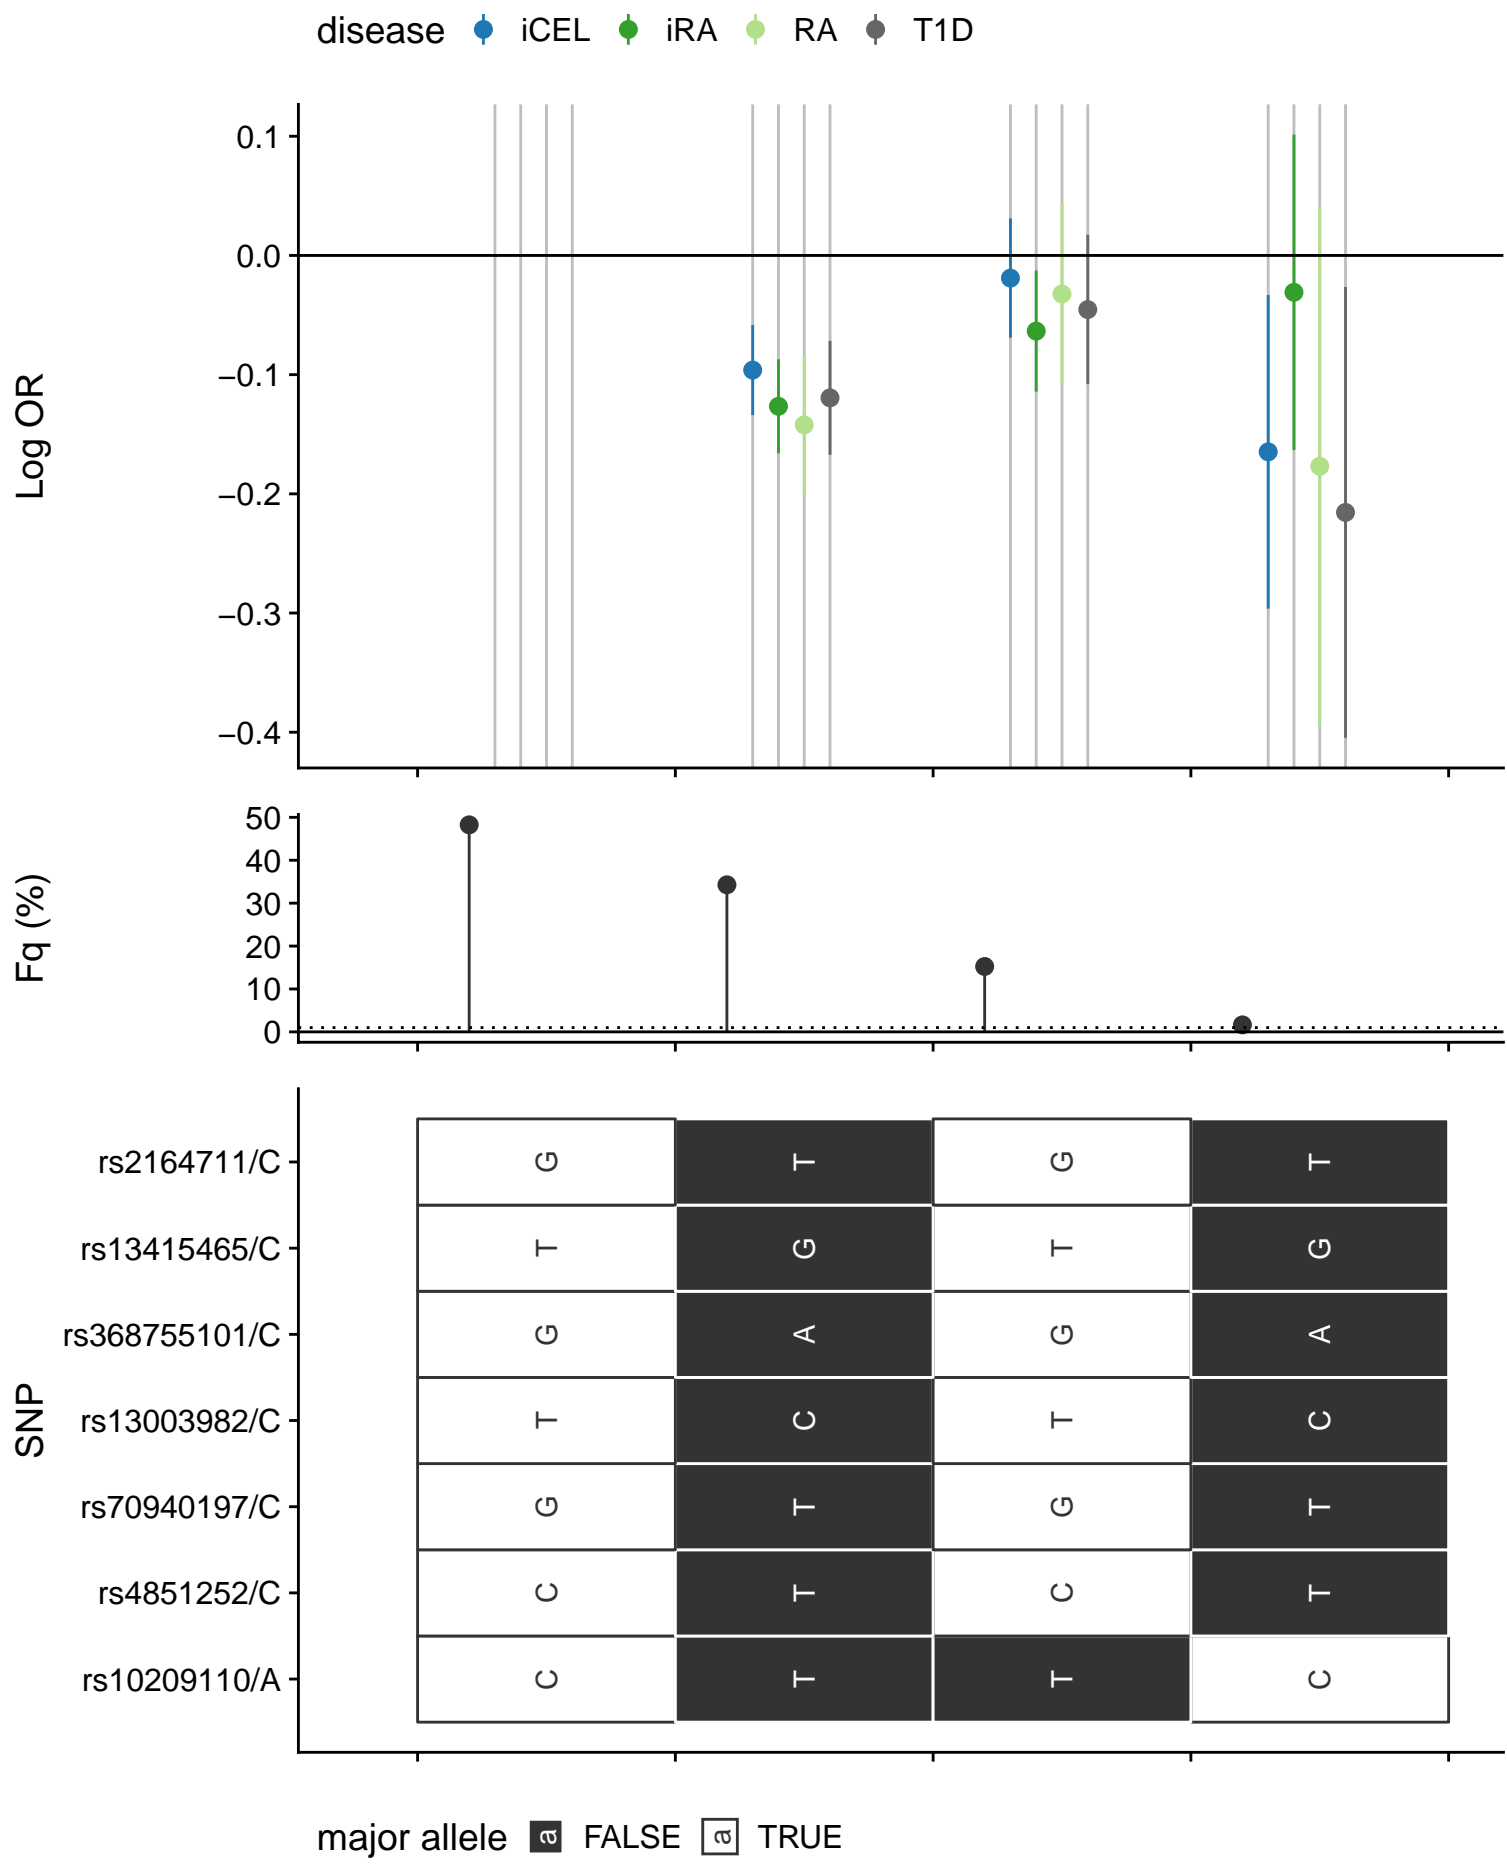 disease iCEL iRA RA T1D
0.1
0.0
−0.1
−0.2
−0.3
−0.4
Log OR
50
40
30
20
10
0
Fq (%)
SNP
rs2164711/C G T G T
rs13415465/C T G T G
rs368755101/C G A G A
rs13003982/C T C T C
rs70940197/C G T G T
rs4851252/C C T C T
rs10209110/A C T T C
major allele a FALSE a TRUE